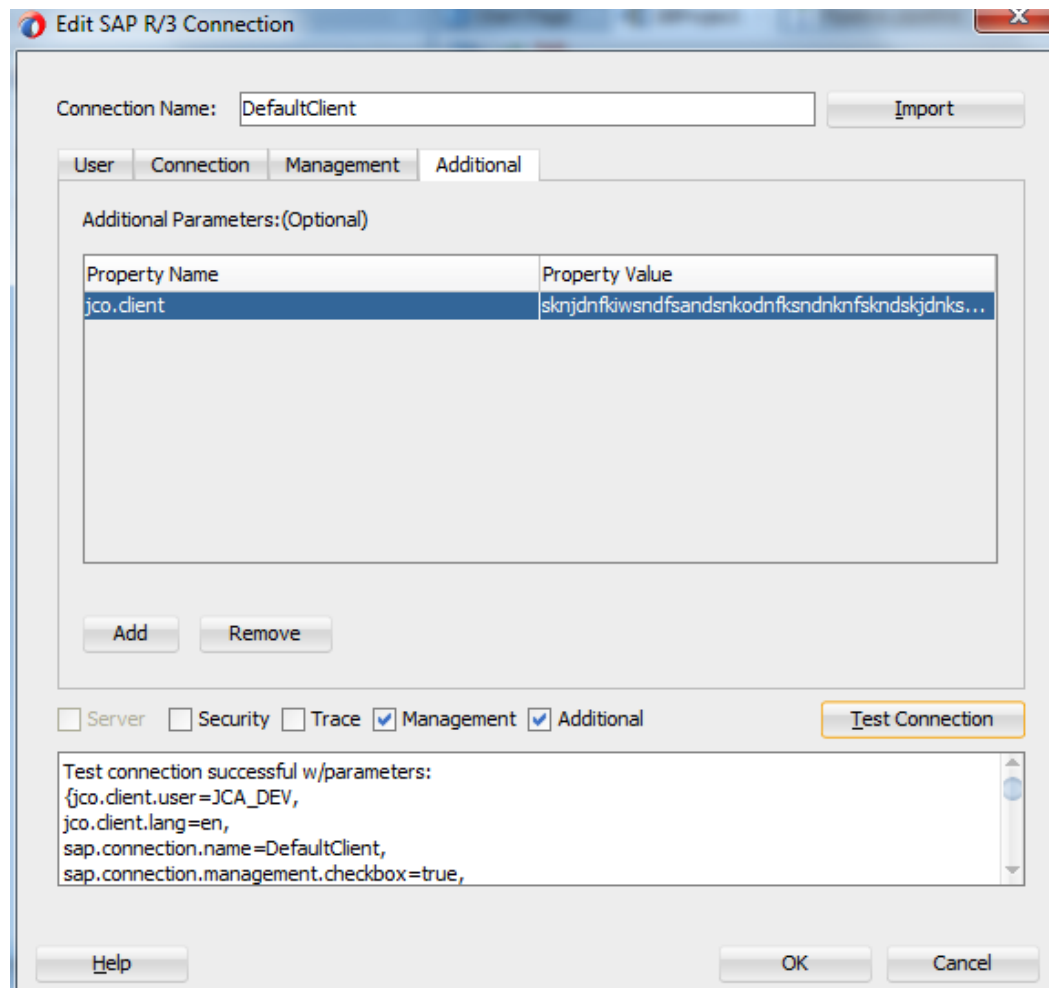 Edit SAP R/3 Connection
Connection Name: DefaultClient Import
User Connection Management Additional
Additional Parameters:(Optional)
Property Name Property Value
jco.client sknjdnfkiwsndfsandsnkodnfksndnknfskndskjdnks...
Add Remove
Server Security Trace Management Additional Test Connection
Test connection successful w/parameters:
{jco.client.user=JCA_DEV,
jco.client.lang=en,
sap.connection.name=DefaultClient,
sap.connection.management.checkbox=true,
Help OK Cancel